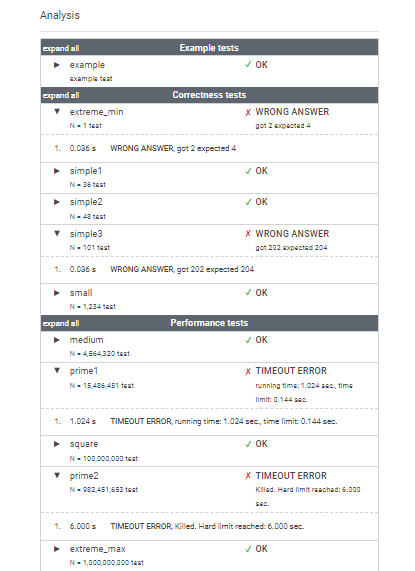 Analysis
expand all Example tests
▶ example ✓ OK
example test
expand all Correctness tests
▼ extreme_min ✗ WRONG ANSWER
N = 1 test got 2 expected 4
1. 0.036 s WRONG ANSWER, got 2 expected 4
▶ simple1 ✓ OK
N = 36 test
▶ simple2 ✓ OK
N = 48 test
▼ simple3 ✗ WRONG ANSWER
N = 101 test got 202 expected 204
1. 0.036 s WRONG ANSWER, got 202 expected 204
▶ small ✓ OK
N = 1,234 test
expand all Performance tests
▶ medium ✓ OK
N = 4,564,320 test
▼ prime1 ✗ TIMEOUT ERROR
N = 15,486,451 test running time: 1.024 sec., time
limit: 0.144 sec.
1. 1.024 s TIMEOUT ERROR, running time: 1.024 sec., time limit: 0.144 sec.
▶ square ✓ OK
N = 100,000,000 test
▼ prime2 ✗ TIMEOUT ERROR
N = 982,451,653 test Killed. Hard limit reached: 6.000
sec.
1. 6.000 s TIMEOUT ERROR, Killed. Hard limit reached: 6.000 sec.
▶ extreme_max ✓ OK
N = 1,000,000,000 test